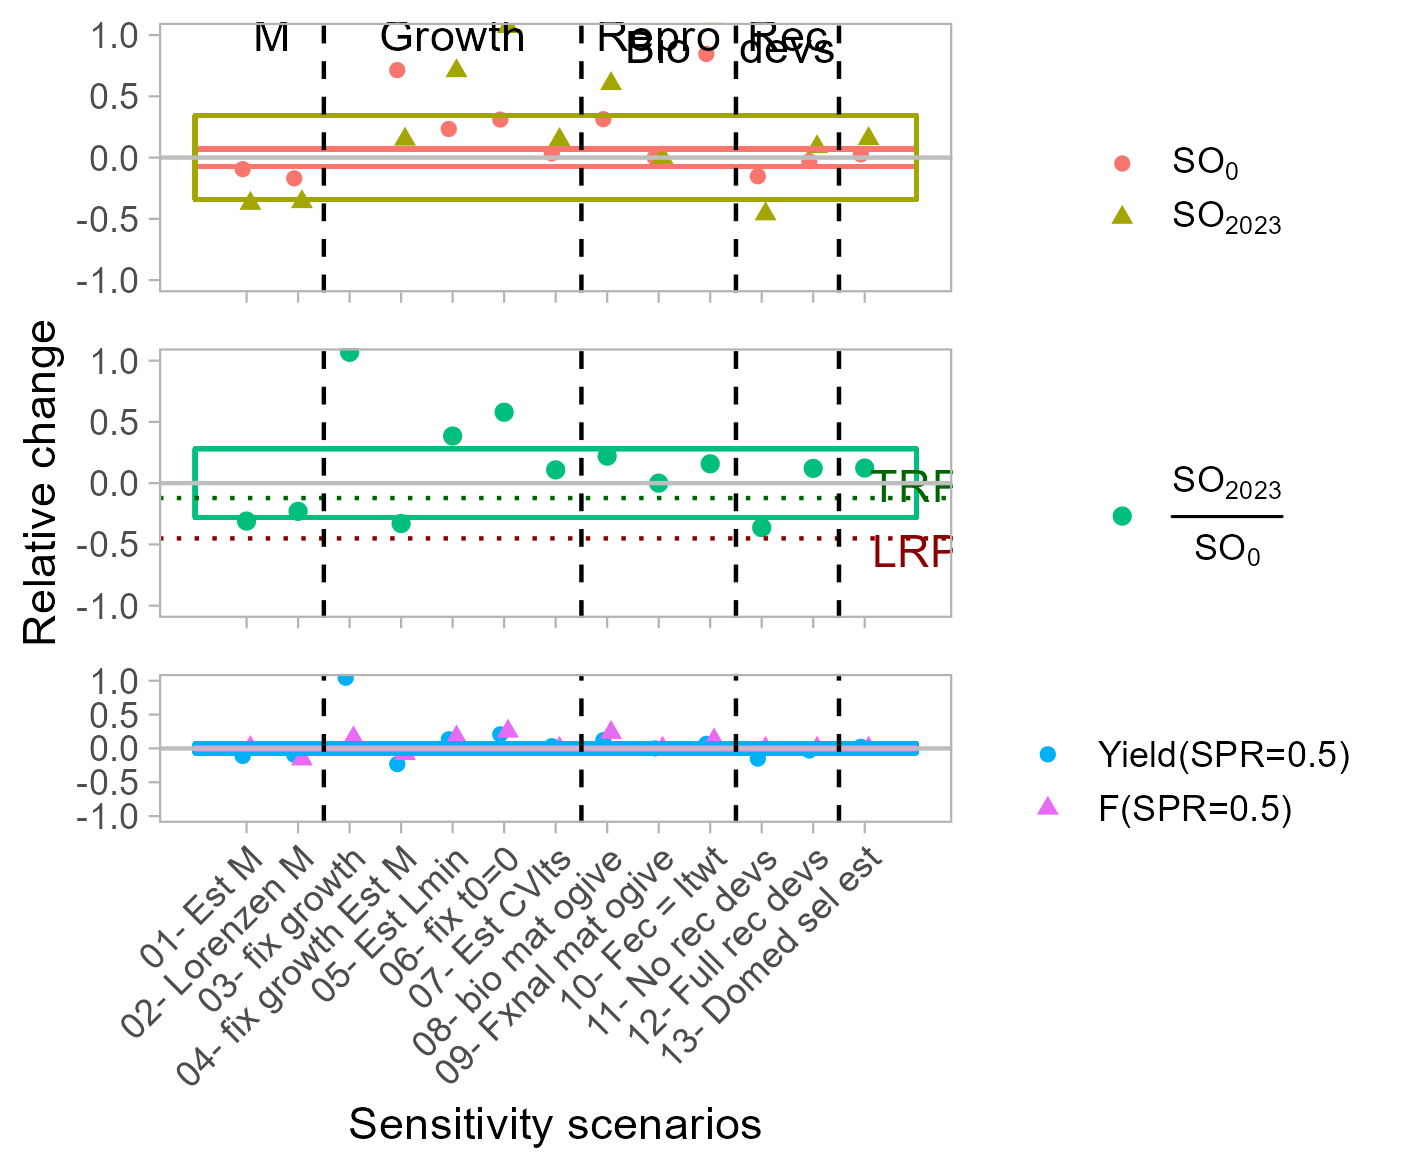 M
Growth
Repro
Bio
Rec
devs
1.0
0.5
0.0
-0.5
-1.0
SO0
SO2023
Relative change
1.0
0.5
0.0
-0.5
-1.0
TRP
LRP
SO2023
SO0
1.0
0.5
0.0
-0.5
-1.0
Yield(SPR=0.5)
F(SPR=0.5)
01- Est M
02- Lorenzen M
03- fix growth
04- fix growth Est M
05- Est Lmin
06- fix t0=0
07- Est CVlts
08- bio mat ogive
09- Fxnal mat ogive
10- Fec = ltwt
11- No rec devs
12- Full rec devs
13- Domed sel est
Sensitivity scenarios